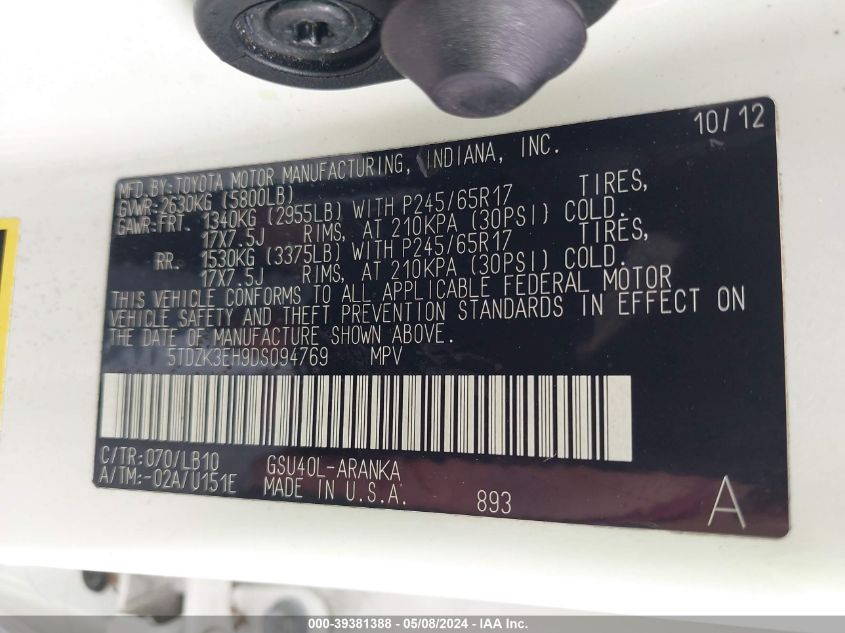 10/12
MFD.BY:TOYOTA MOTOR MANUFACTURING, INDIANA, INC.
GVWR:2630KG (5800LB)
GAWR:FRT. 1340KG (2955LB) WITH P245/65R17 TIRES,
17X7.5J RIMS, AT 210KPA (30PSI) COLD.
RR. 1530KG (3375LB) WITH P245/65R17 TIRES,
17X7.5J RIMS, AT 210KPA (30PSI) COLD.
THIS VEHICLE CONFORMS TO ALL APPLICABLE FEDERAL MOTOR
VEHICLE SAFETY AND THEFT PREVENTION STANDARDS IN EFFECT ON
THE DATE OF MANUFACTURE SHOWN ABOVE.
5TDZK3EH9DS094769 MPV
C/TR:070/LB10 GSU40L-ARANKA
A/TM:-02A/U151E MADE IN U.S.A. 893 A
000-39381388 - 05/08/2024 - IAA Inc.